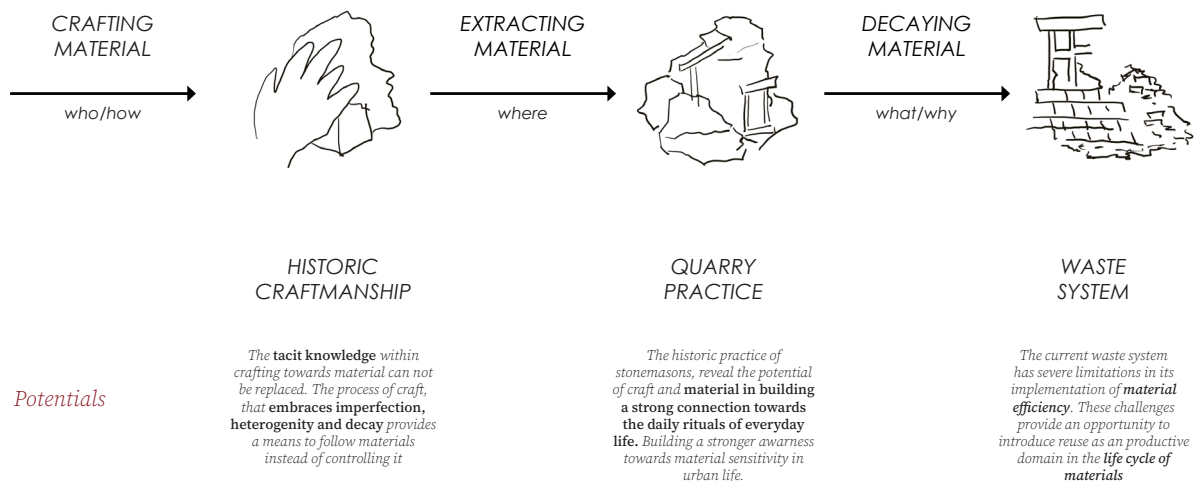 CRAFTING
MATERIAL
who/how
EXTRACTING
MATERIAL
where
DECAYING
MATERIAL
what/why
HISTORIC
CRAFTMANSHIP
QUARRY
PRACTICE
WASTE
SYSTEM
Potentials
The tacit knowledge within
crafting towards material can not
be replaced. The process of craft,
that embraces imperfection,
heterogenity and decay provides
a means to follow materials
instead of controlling it
The historic practice of
stonemasons, reveal the potential
of craft and material in building
a strong connection towards
the daily rituals of everyday
life. Building a stronger awarness
towards material sensitivity in
urban life.
The current waste system
has severe limitations in its
implementation of material
efficiency. These challenges
provide an opportunity to
introduce reuse as an productive
domain in the life cycle of
materials